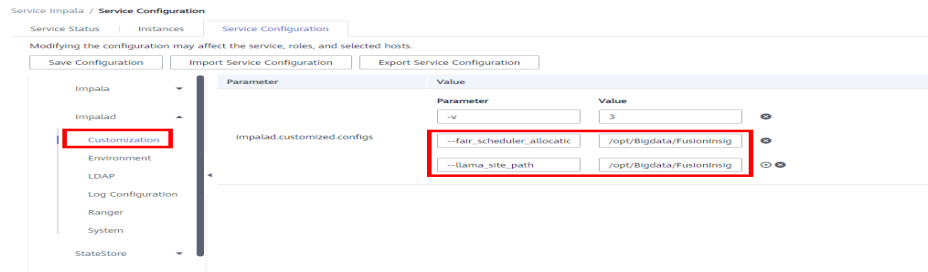 Service Impala / Service Configuration
Service Status Instances Service Configuration
Modifying the configuration may affect the service, roles, and selected hosts.
Save Configuration Import Service Configuration Export Service Configuration
Parameter Value
Impala
Impalad
Customization
Environment
LDAP
Log Configuration
Ranger
System
StateStore
impalad.customized.configs
Parameter Value
-v 3
--fair_scheduler_allocatic /opt/Bigdata/FusionInsig
--llama_site_path /opt/Bigdata/FusionInsig